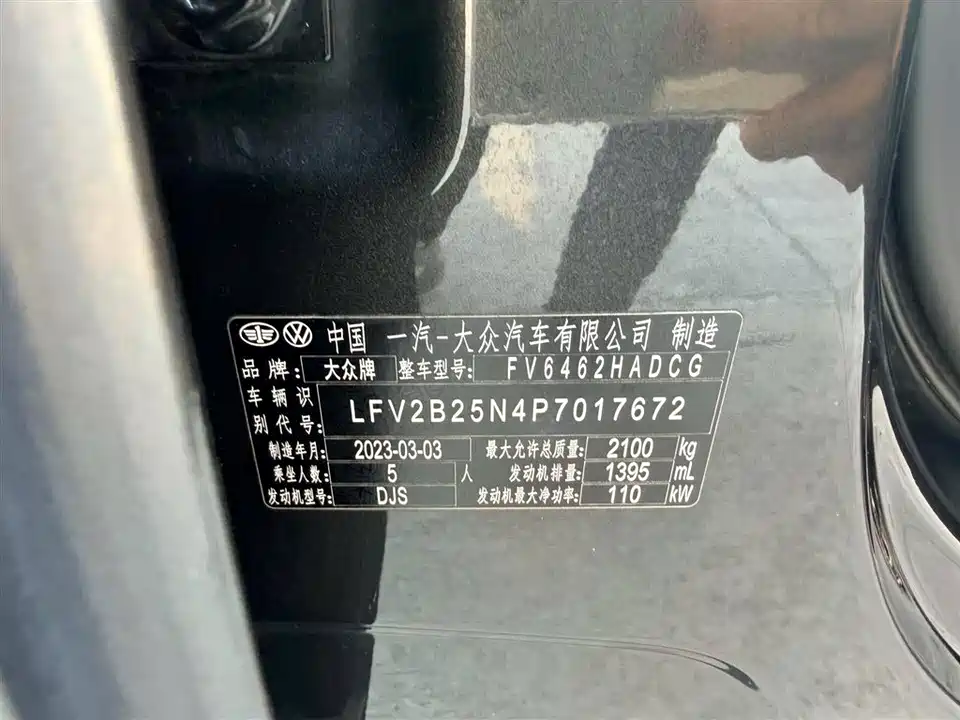 中国 一汽-大众汽车有限公司 制造
品 牌: 大众牌 整车型号: FV6462HADCG
车辆识别代号: LFV2B25N4P7017672
制造年月: 2023-03-03 最大允许总质量: 2100 kg
乘坐人数: 5 人 发动机排量: 1395 mL
发动机型号: DJS 发动机最大净功率: 110 kW